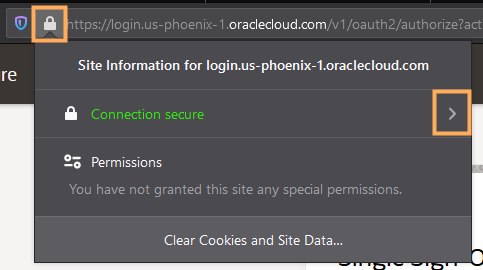 https://login.us-phoenix-1.oraclecloud.com/v1/oauth2/authorize?act
re
Site Information for login.us-phoenix-1.oraclecloud.com
Connection secure
Permissions
You have not granted this site any special permissions.
Clear Cookies and Site Data...